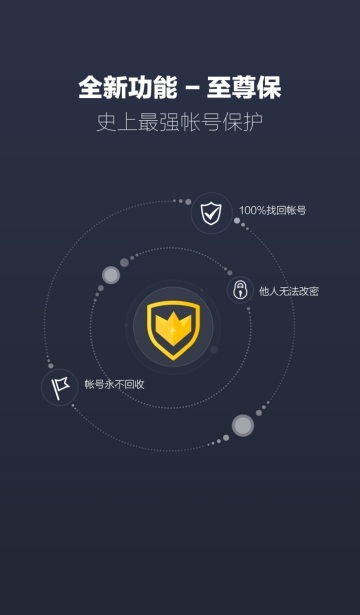 全新功能 – 至尊保
史上最强帐号保护
100%找回帐号
他人无法改密
帐号永不回收